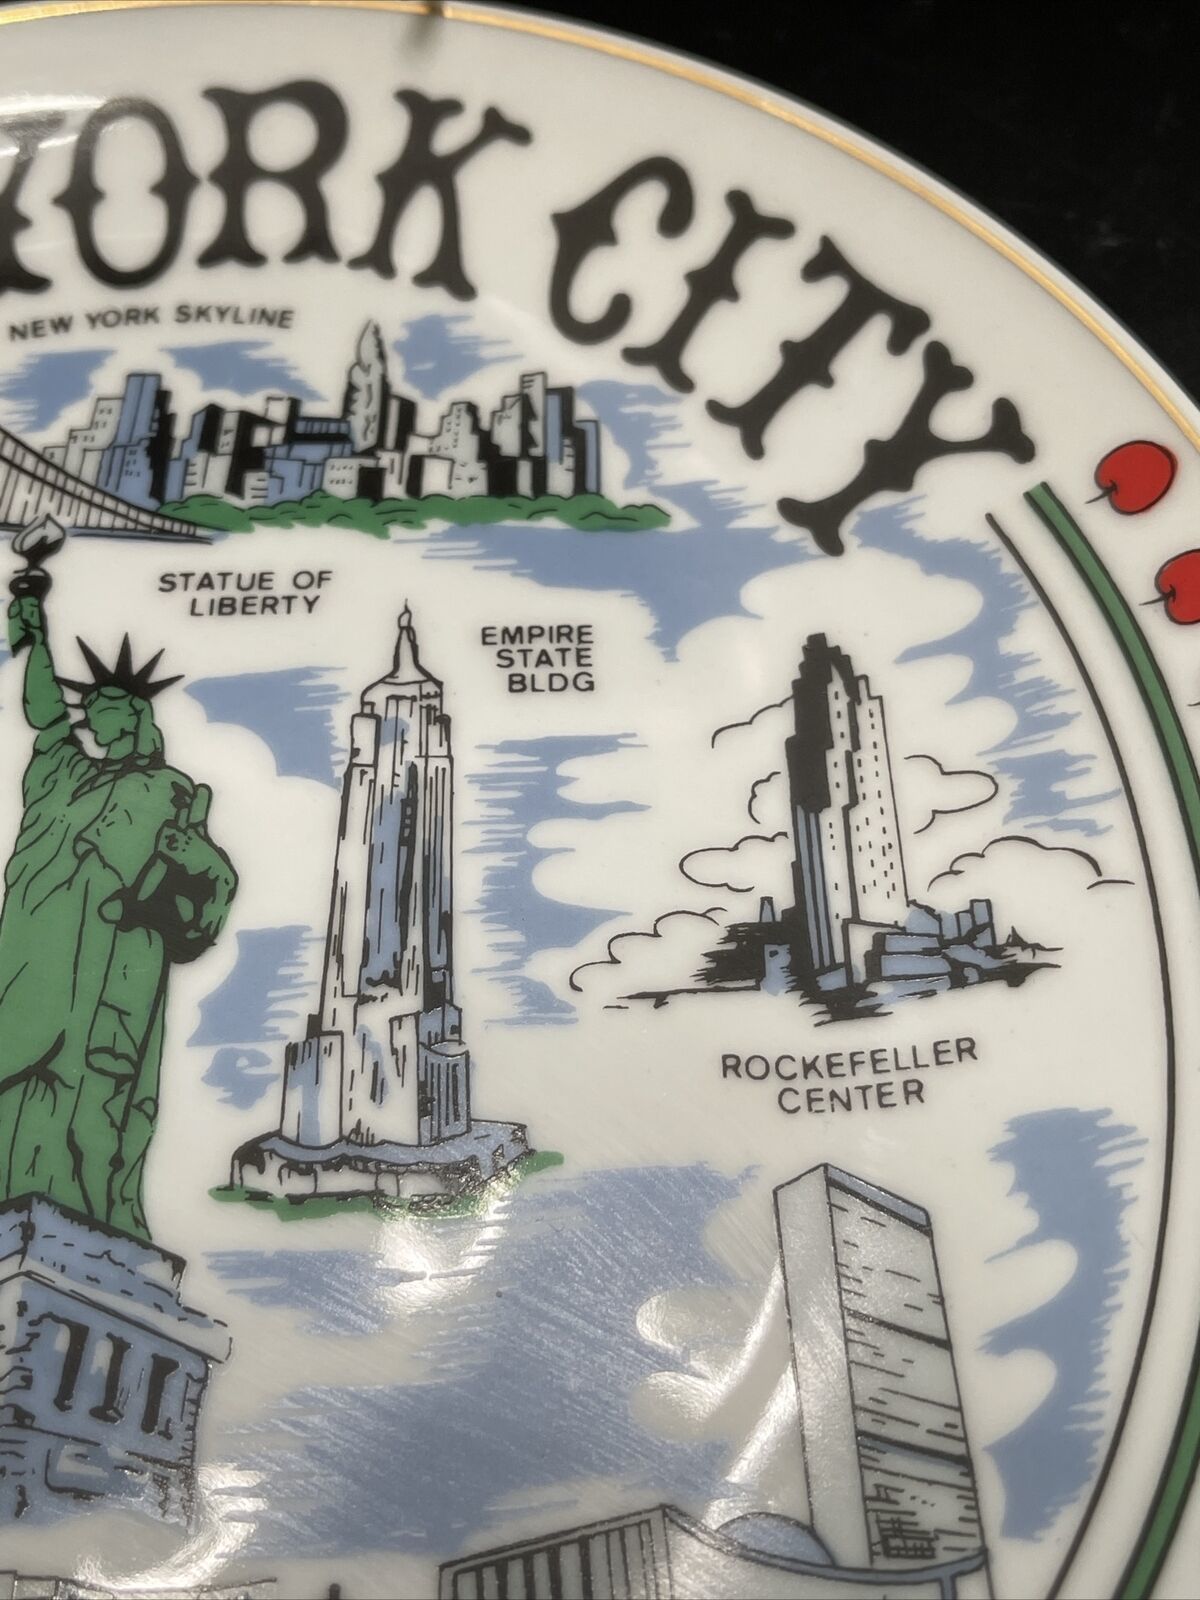 YORK CITY
NEW YORK SKYLINE
STATUE OF
LIBERTY
EMPIRE
STATE
BLDG
ROCKEFELLER
CENTER